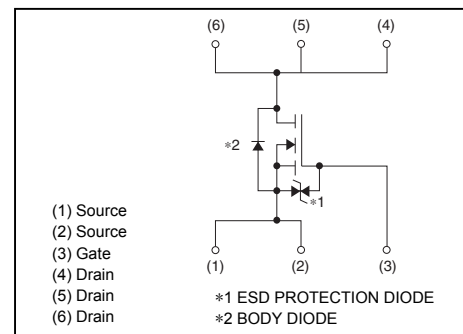 (6) (5) (4)
∗2
∗1
(1) Source
(2) Source
(3) Gate
(4) Drain
(5) Drain
(6) Drain
(1) (2) (3)
∗1 ESD PROTECTION DIODE
∗2 BODY DIODE